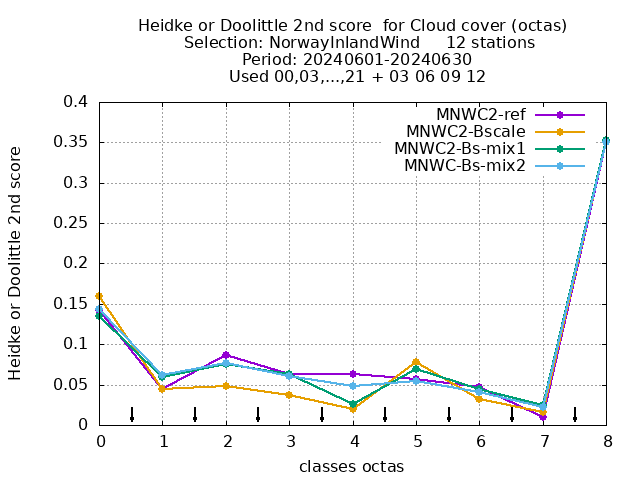 Heidke or Doolittle 2nd score  for Cloud cover (octas)
Selection: NorwayInlandWind     12 stations
Period: 20240601-20240630
Used 00,03,...,21 + 03 06 09 12
MNWC2-ref
MNWC2-Bscale
MNWC2-Bs-mix1
MNWC-Bs-mix2
Heidke or Doolittle 2nd score
0.4
0.35
0.3
0.25
0.2
0.15
0.1
0.05
0
0 1 2 3 4 5 6 7 8
classes octas